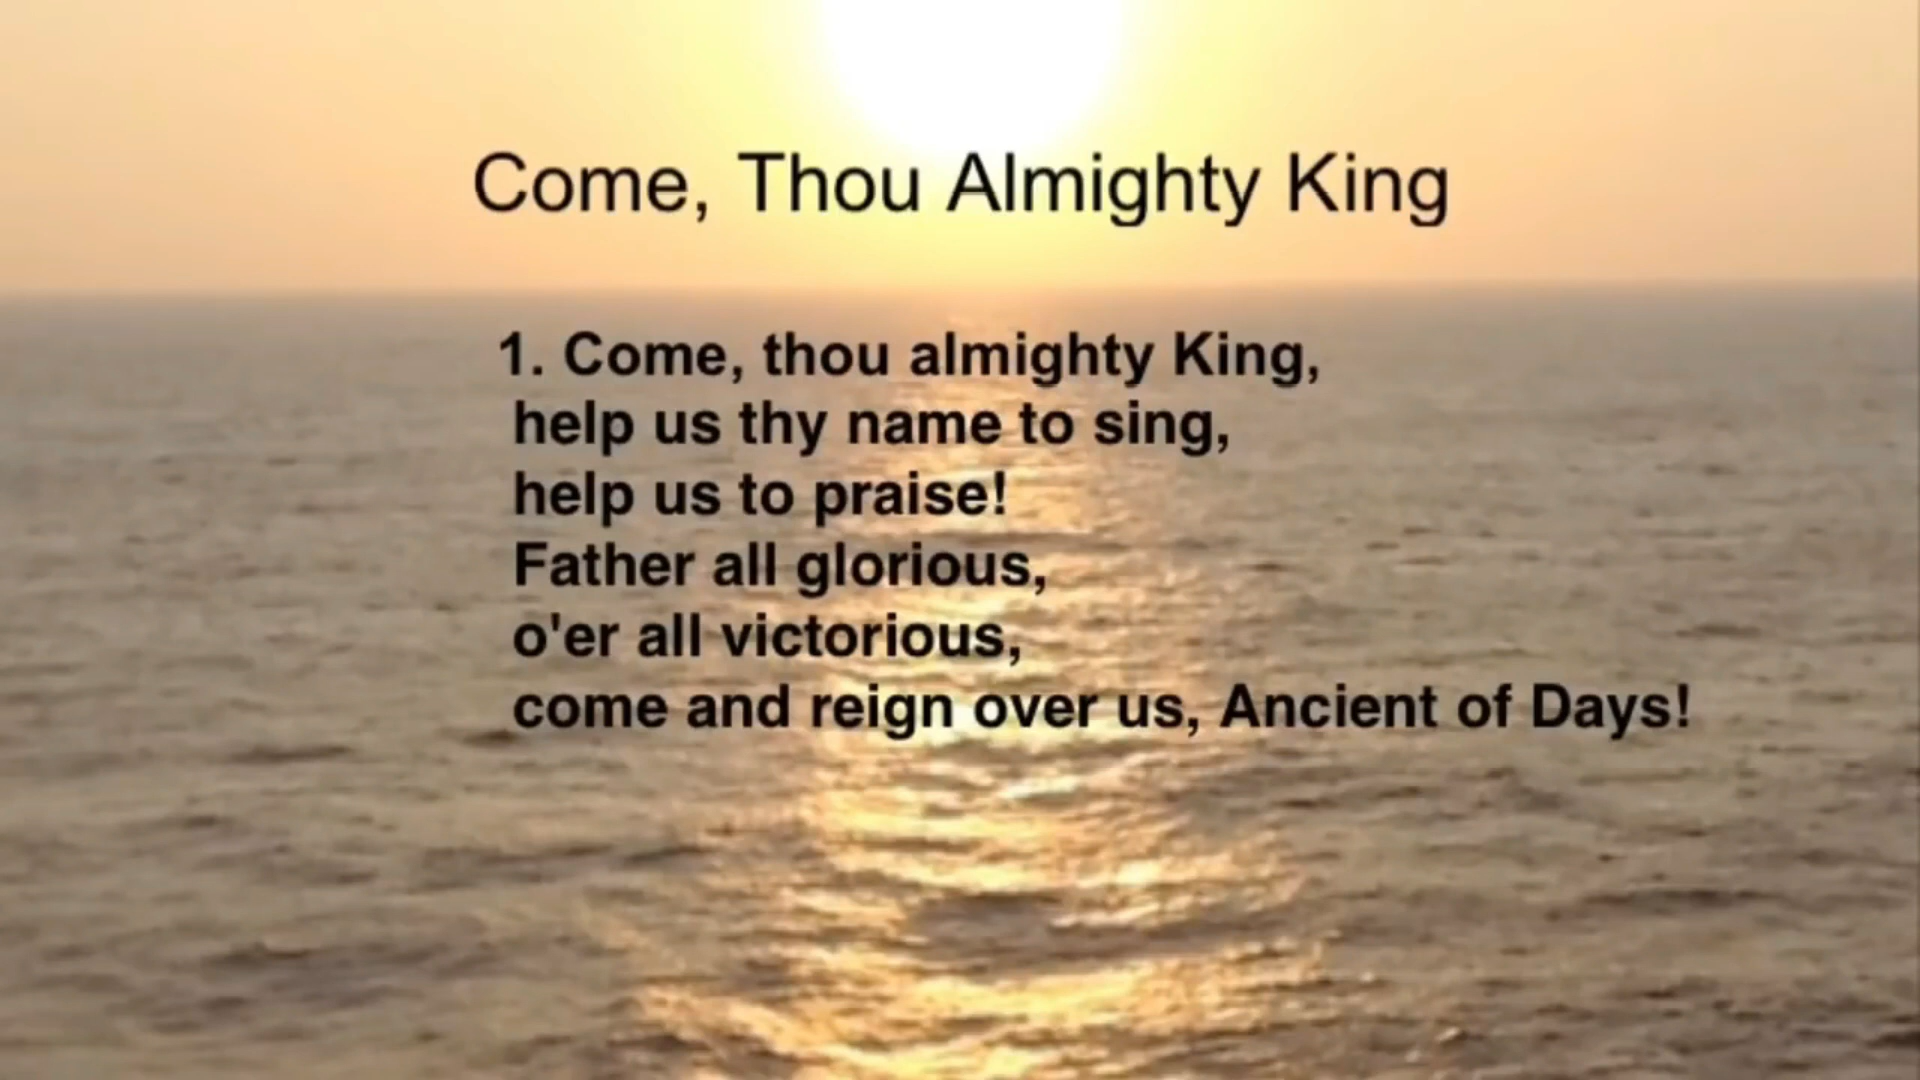 Come, Thou Almighty King
1. Come, thou almighty King,
help us thy name to sing,
help us to praise!
Father all glorious,
o'er all victorious,
come and reign over us, Ancient of Days!